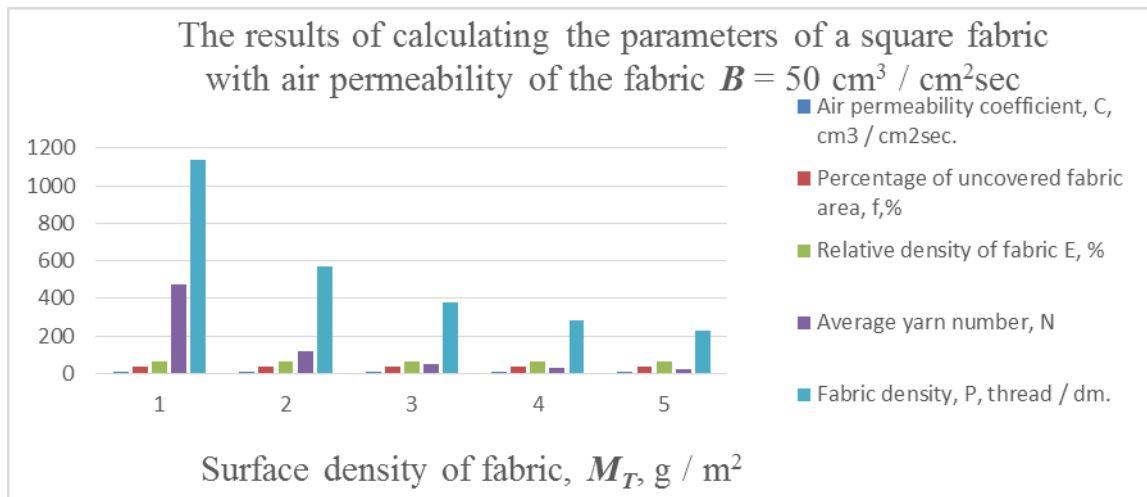 The results of calculating the parameters of a square fabric
with air permeability of the fabric B = 50 cm³ / cm²sec
Air permeability coefficient, C,
cm3 / cm2sec.
Percentage of uncovered fabric
area, f,%
Relative density of fabric E, %
Average yarn number, N
Fabric density, P, thread / dm.
1200
1000
800
600
400
200
0
1 2 3 4 5
Surface density of fabric, M_T, g / m²